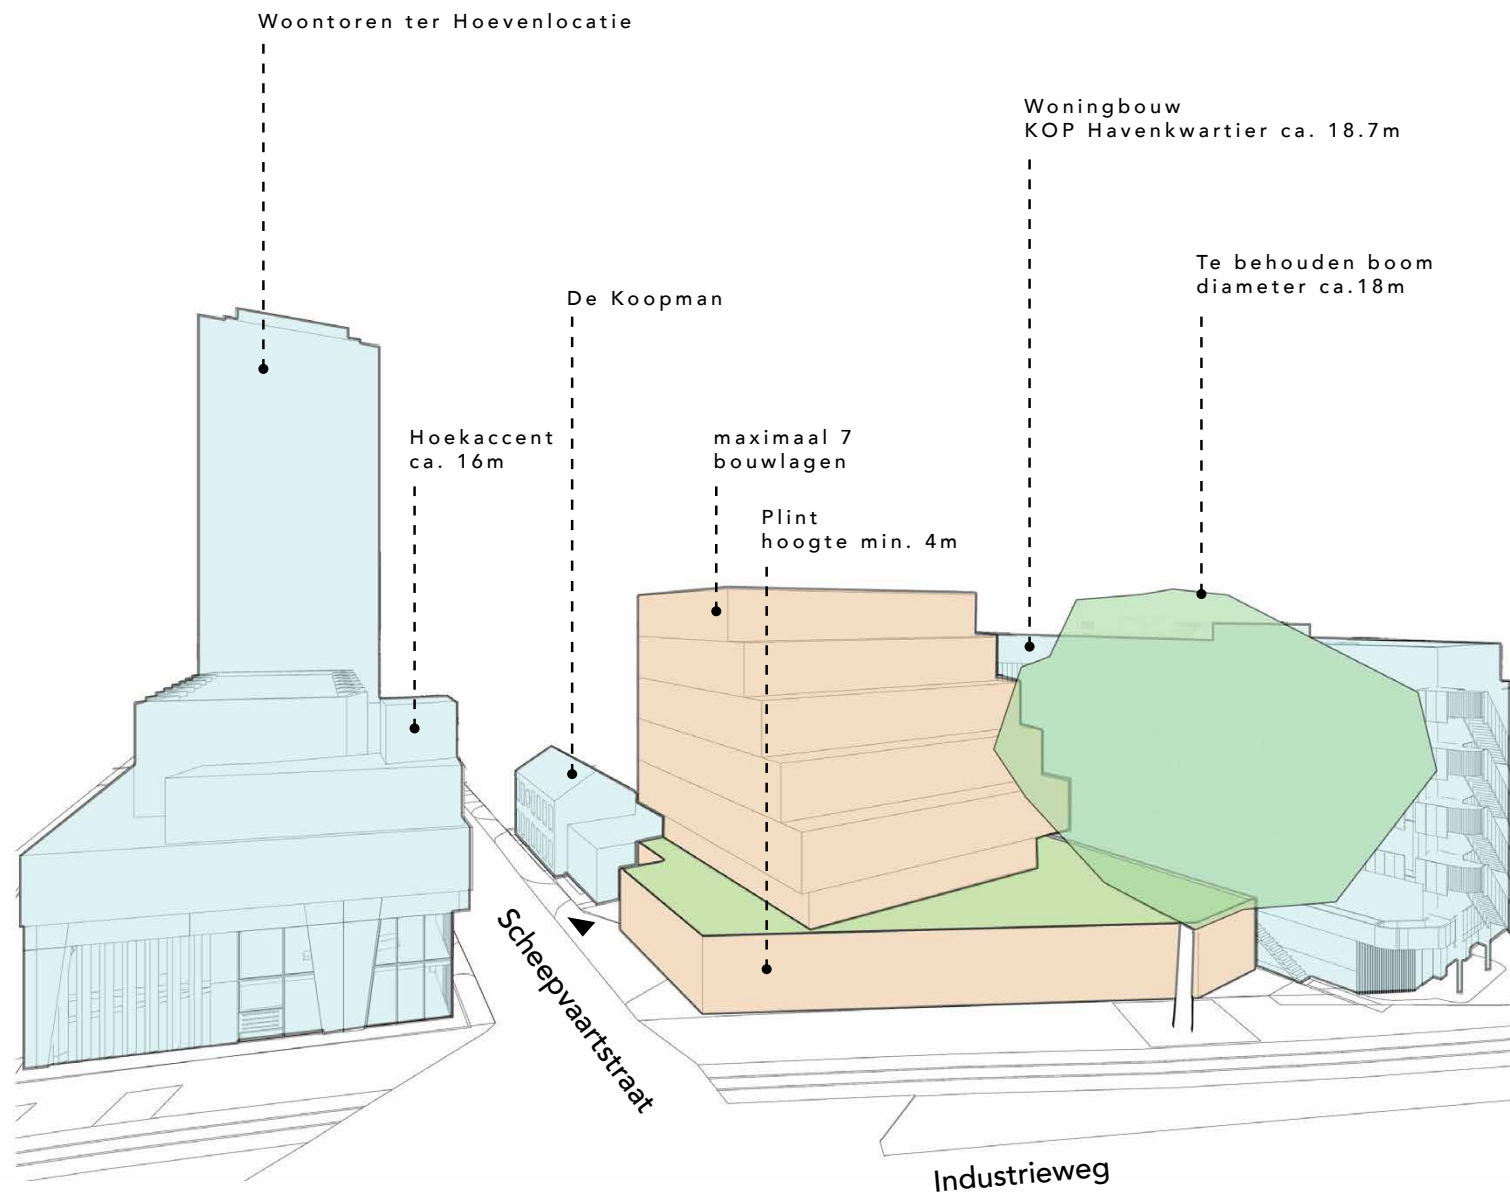 Woontoren ter Hoevenlocatie
Woningbouw
KOP Havenkwartier ca. 18.7m
Te behouden boom
diameter ca.18m
De Koopman
Hoekaccent
ca. 16m
maximaal 7
bouwlagen
Plint
hoogte min. 4m
Scheepvaartstraat
Industrieweg